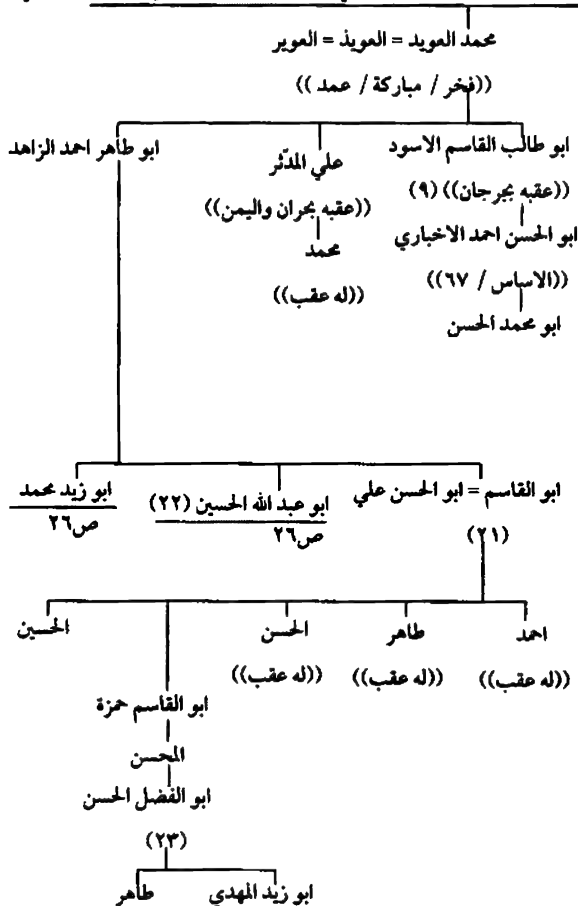 محمد العويد = العويذ = العوير
((فخر / مباركة / عمد))
ابو طالب القاسم الاسود
علي المدّثر
ابو طاهر احمد الزاهد
((عقبه بجرجان)) (٩)
((عقبه بحران واليمن))
ابو الحسن احمد الاخباري
محمد
((الاساس / ٦٧))
((له عقب))
ابو محمد الحسن
ابو القاسم = ابو الحسن علي
ابو عبد الله الحسين (٢٢)
ابو زيد محمد
(٢١)
ص٢٦
ص٢٦
احمد
طاهر
الحسن
الحسين
((له عقب))
((له عقب))
((له عقب))
ابو القاسم حمزة
المحسن
ابو الفضل الحسن
(٢٣)
ابو زيد المهدي
طاهر